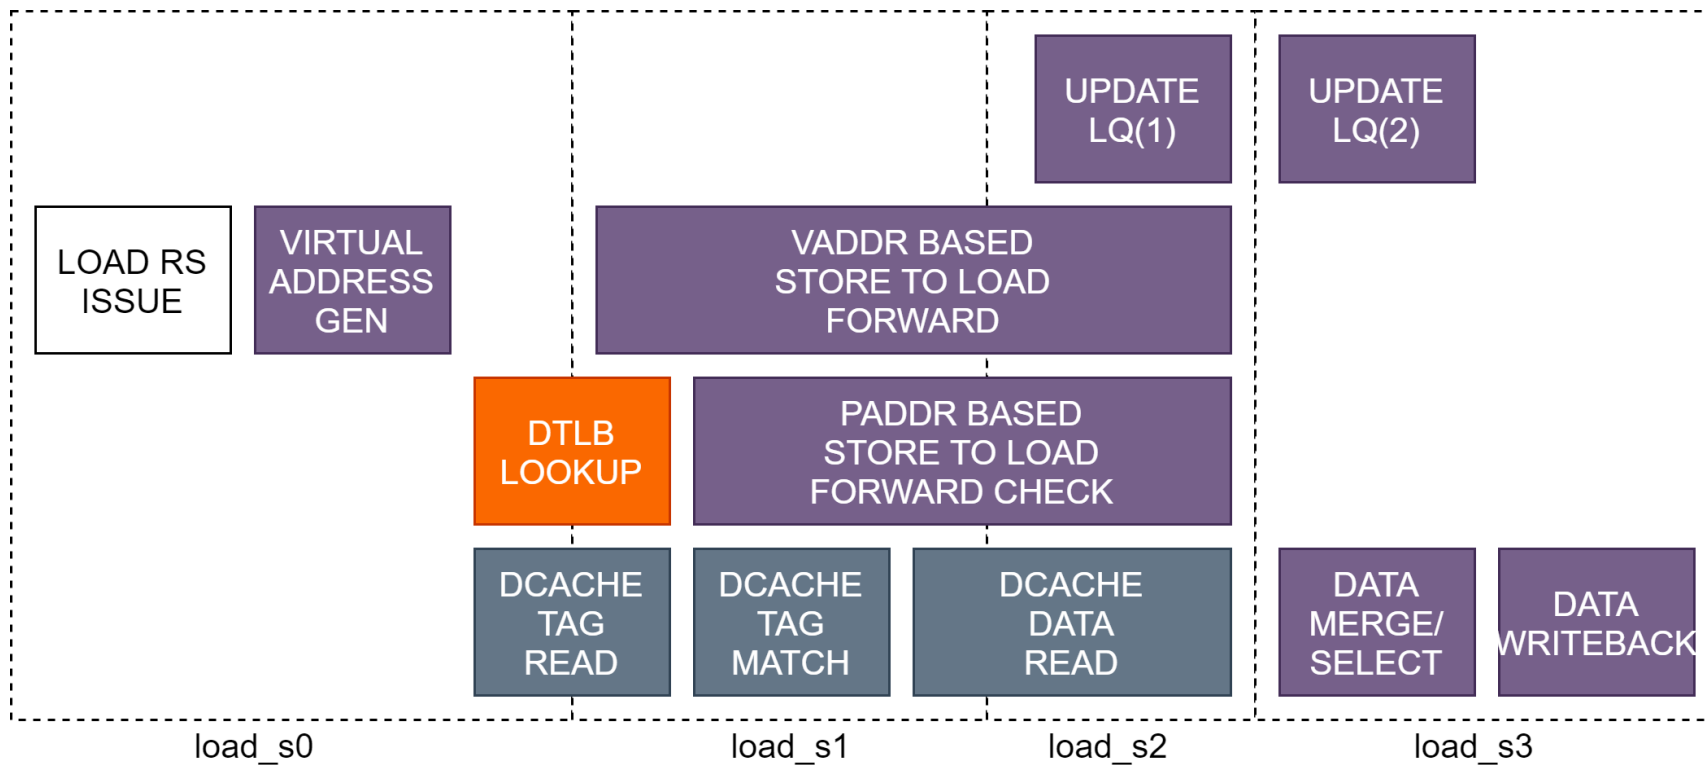 UPDATE
LQ(1)
UPDATE
LQ(2)
LOAD RS
ISSUE
VIRTUAL
ADDRESS
GEN
VADDR BASED
STORE TO LOAD
FORWARD
DTLB
LOOKUP
PADDR BASED
STORE TO LOAD
FORWARD CHECK
DCACHE
TAG
READ
DCACHE
TAG
MATCH
DCACHE
DATA
READ
DATA
MERGE/
SELECT
DATA
WRITEBACK
load_s0
load_s1
load_s2
load_s3